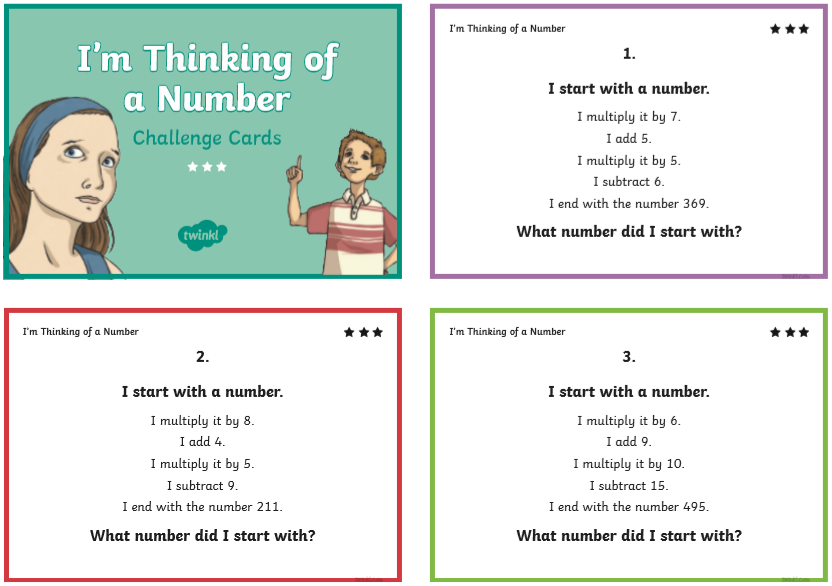 I'm Thinking of
a Number
Challenge Cards
twinkl
I'm Thinking of a Number
1.
I start with a number.
I multiply it by 7.
I add 5.
I multiply it by 5.
I subtract 6.
I end with the number 369.
What number did I start with?
I'm Thinking of a Number
2.
I start with a number.
I multiply it by 8.
I add 4.
I multiply it by 5.
I subtract 9.
I end with the number 211.
What number did I start with?
I'm Thinking of a Number
3.
I start with a number.
I multiply it by 6.
I add 9.
I multiply it by 10.
I subtract 15.
I end with the number 495.
What number did I start with?